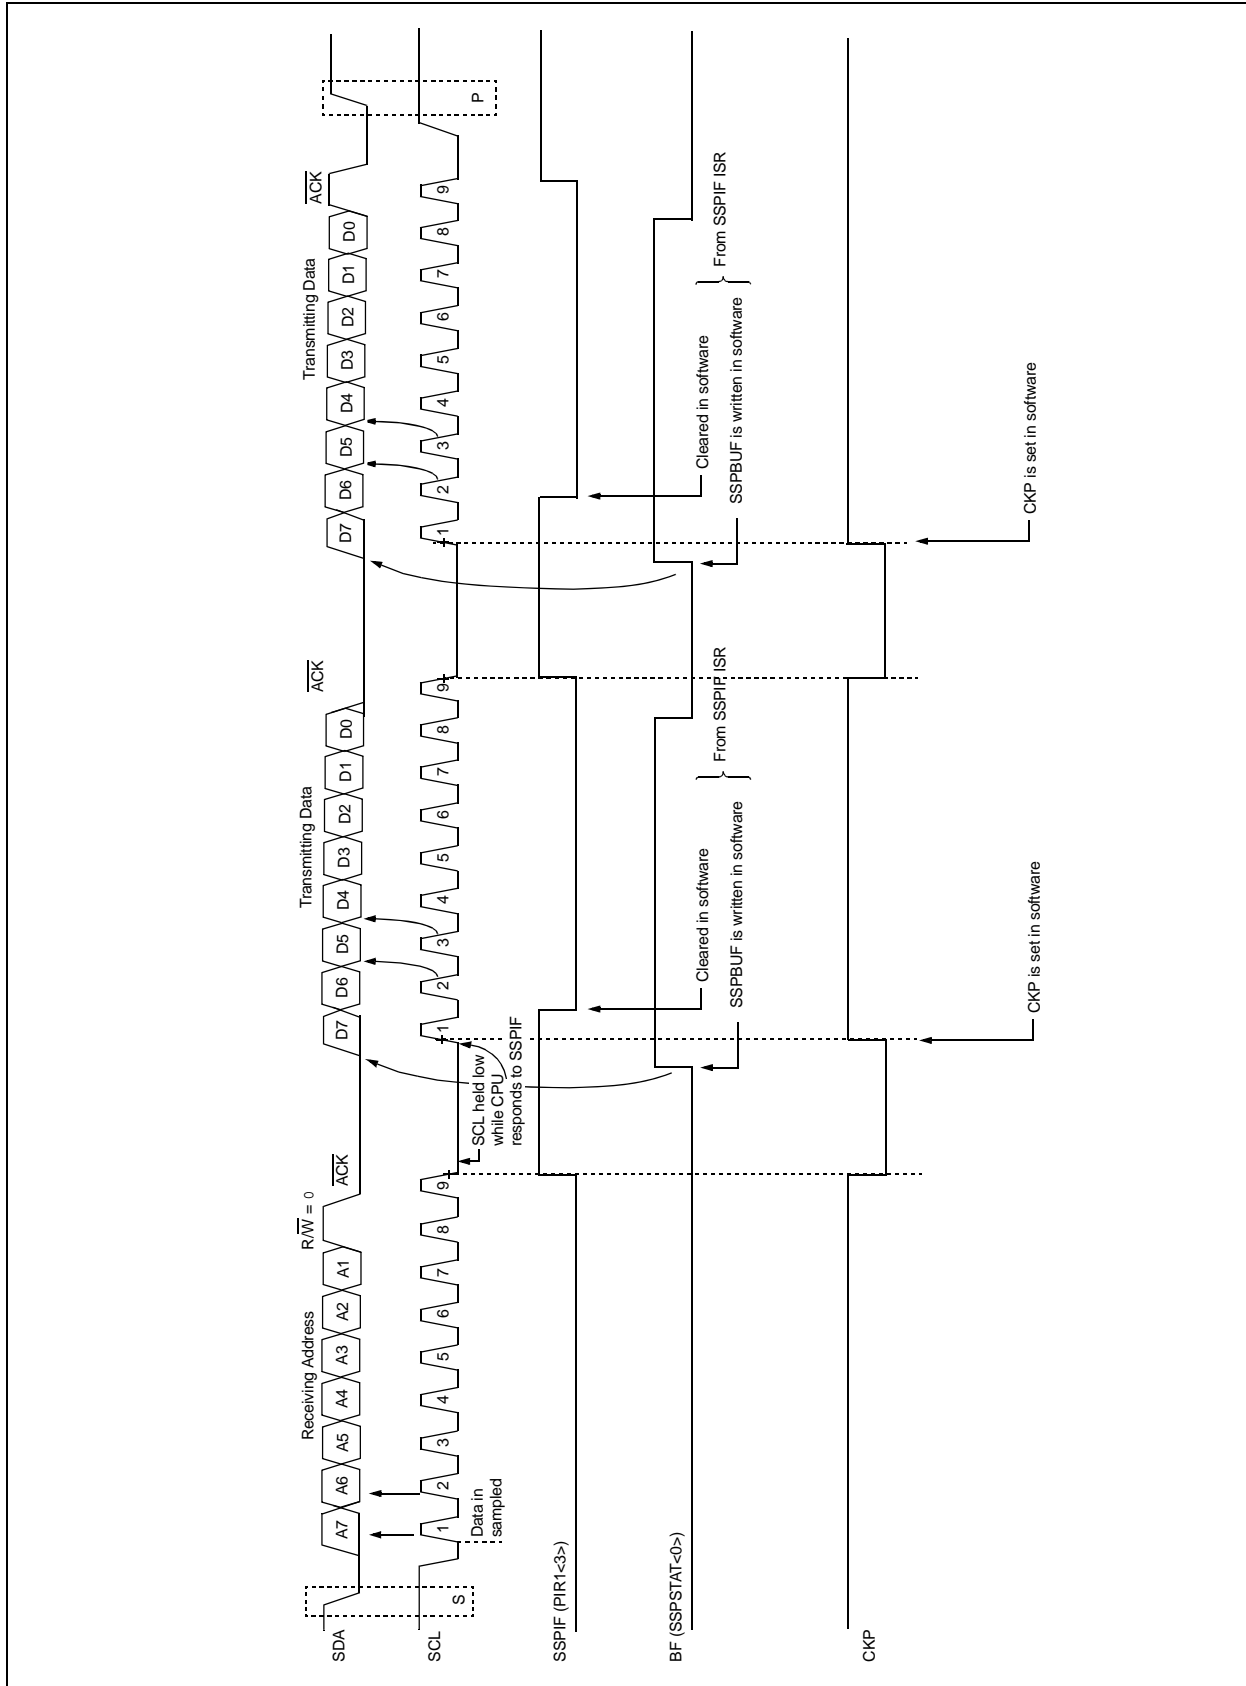 Receiving Address
R/W = 0
ACK
Transmitting Data
ACK
Transmitting Data
ACK
SDA
A7 A6 A5 A4 A3 A2 A1
D7 D6 D5 D4 D3 D2 D1 D0
D7 D6 D5 D4 D3 D2 D1 D0
SCL
1 2 3 4 5 6 7 8 9
1 2 3 4 5 6 7 8 9
1 2 3 4 5 6 7 8 9
S
P
Data in
sampled
SCL held low
while CPU
responds to SSPIF
SSPIF (PIR1<3>)
BF (SSPSTAT<0>)
Cleared in software
SSPBUF is written in software
From SSPIF ISR
Cleared in software
SSPBUF is written in software
From SSPIF ISR
CKP
CKP is set in software
CKP is set in software